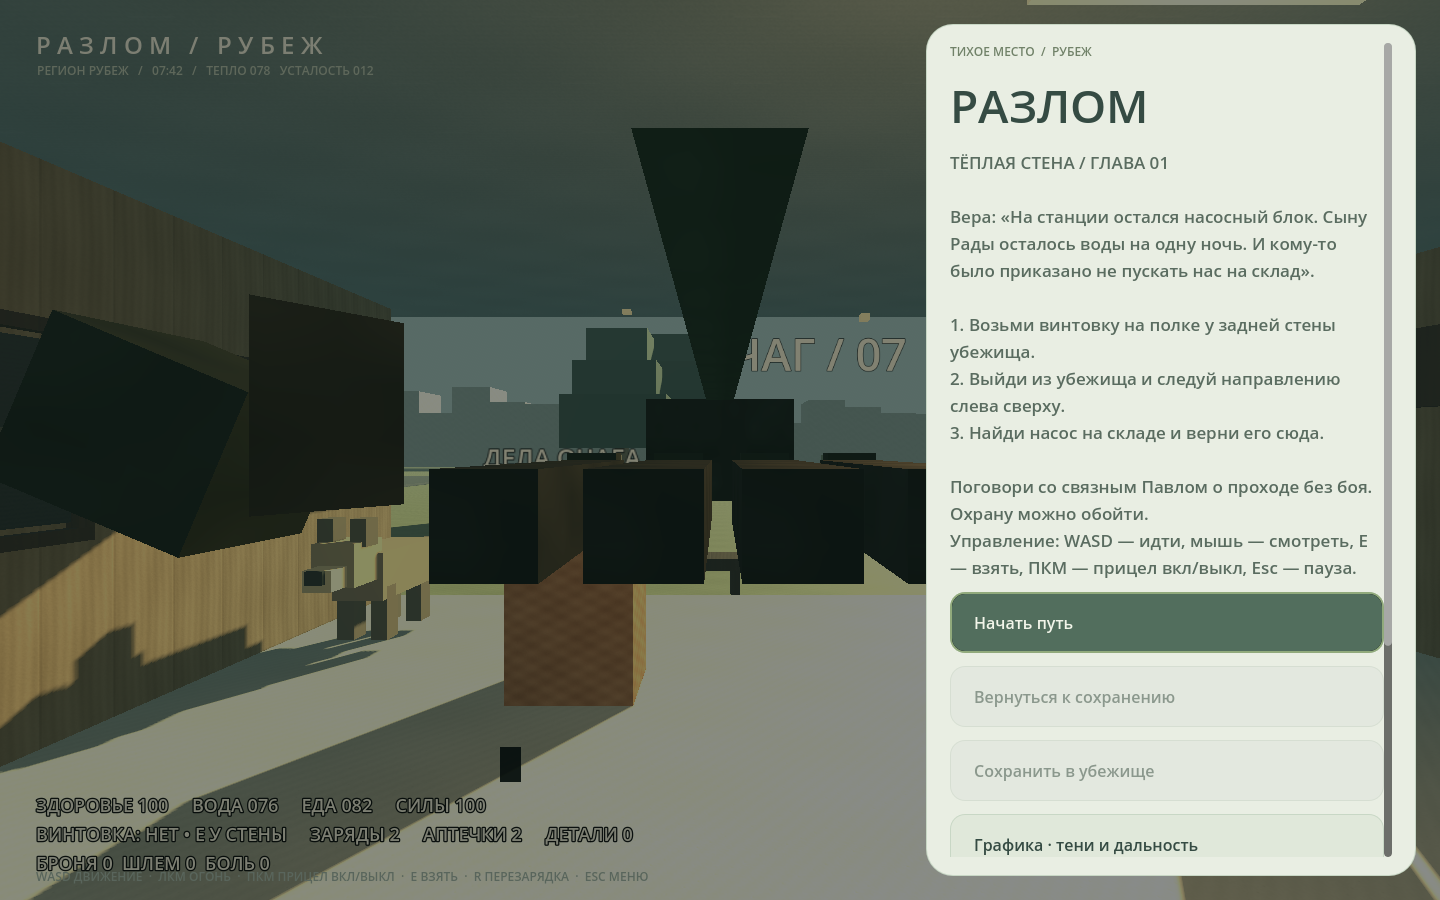 РАЗЛОМ / РУБЕЖ
РЕГИОН РУБЕЖ / 07:42 / ТЕПЛО 078 УСТАЛОСТЬ 012
ЧАГ / 07
ДЕЛА ОЧАГА
ЗДОРОВЬЕ 100 ВОДА 076 ЕДА 082 СИЛЫ 100
ВИНТОВКА: НЕТ • E У СТЕНЫ ЗАРЯДЫ 2 АПТЕЧКИ 2 ДЕТАЛИ 0
БРОНЯ 0 ШЛЕМ 0 БОЛЬ 0
WASD ДВИЖЕНИЕ · ЛКМ ОГОНЬ · ПКМ ПРИЦЕЛ ВКЛ/ВЫКЛ · E ВЗЯТЬ · R ПЕРЕЗАРЯДКА · ESC МЕНЮ
ТИХОЕ МЕСТО / РУБЕЖ
РАЗЛОМ
ТЁПЛАЯ СТЕНА / ГЛАВА 01
Вера: «На станции остался насосный блок. Сыну
Рады осталось воды на одну ночь. И кому-то
было приказано не пускать нас на склад».
1. Возьми винтовку на полке у задней стены
убежища.
2. Выйди из убежища и следуй направлению
слева сверху.
3. Найди насос на складе и верни его сюда.
Поговори со связным Павлом о проходе без боя.
Охрану можно обойти.
Управление: WASD — идти, мышь — смотреть, E
— взять, ПКМ — прицел вкл/выкл, Esc — пауза.
Начать путь
Вернуться к сохранению
Сохранить в убежище
Графика · тени и дальность